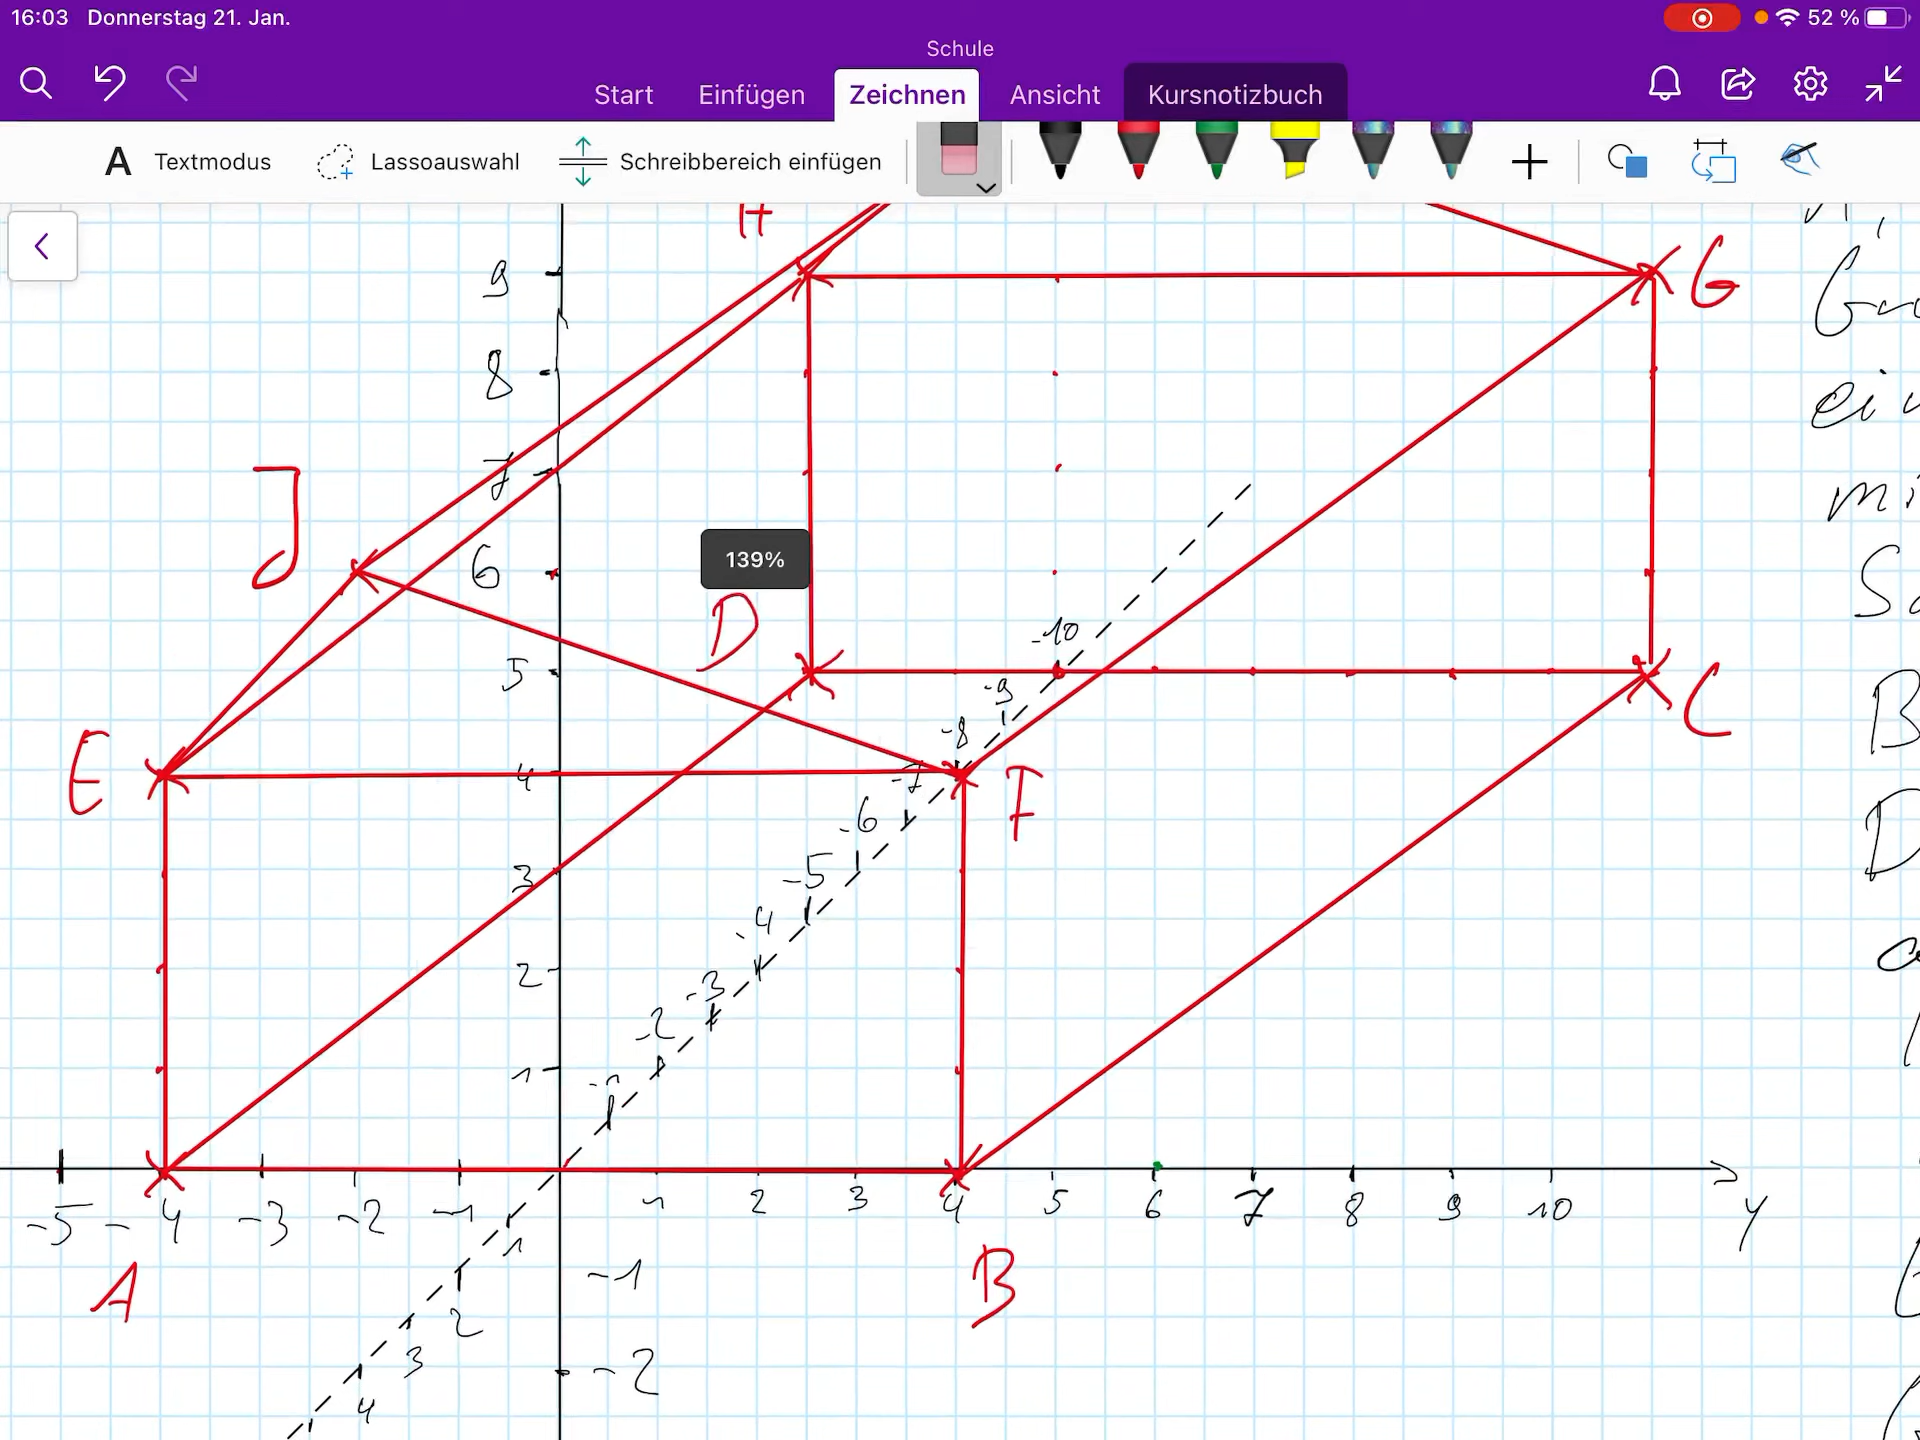 16:03 Donnerstag 21. Jan. 52 %
Schule
Start Einfügen Zeichnen Ansicht Kursnotizbuch
A Textmodus Lassoauswahl Schreibbereich einfügen
H
9 G
8
7
J
6
139%
D
-10
5 C
-9
-8
E 4 -7 F
-6
3 -5
-4
2 -3
-2
1 -1
-5 -4 -3 -2 -1 1 2 3 4 5 6 7 8 9 10 y
1
A -1 B
2
3 -2
4
ei
mi
B
D